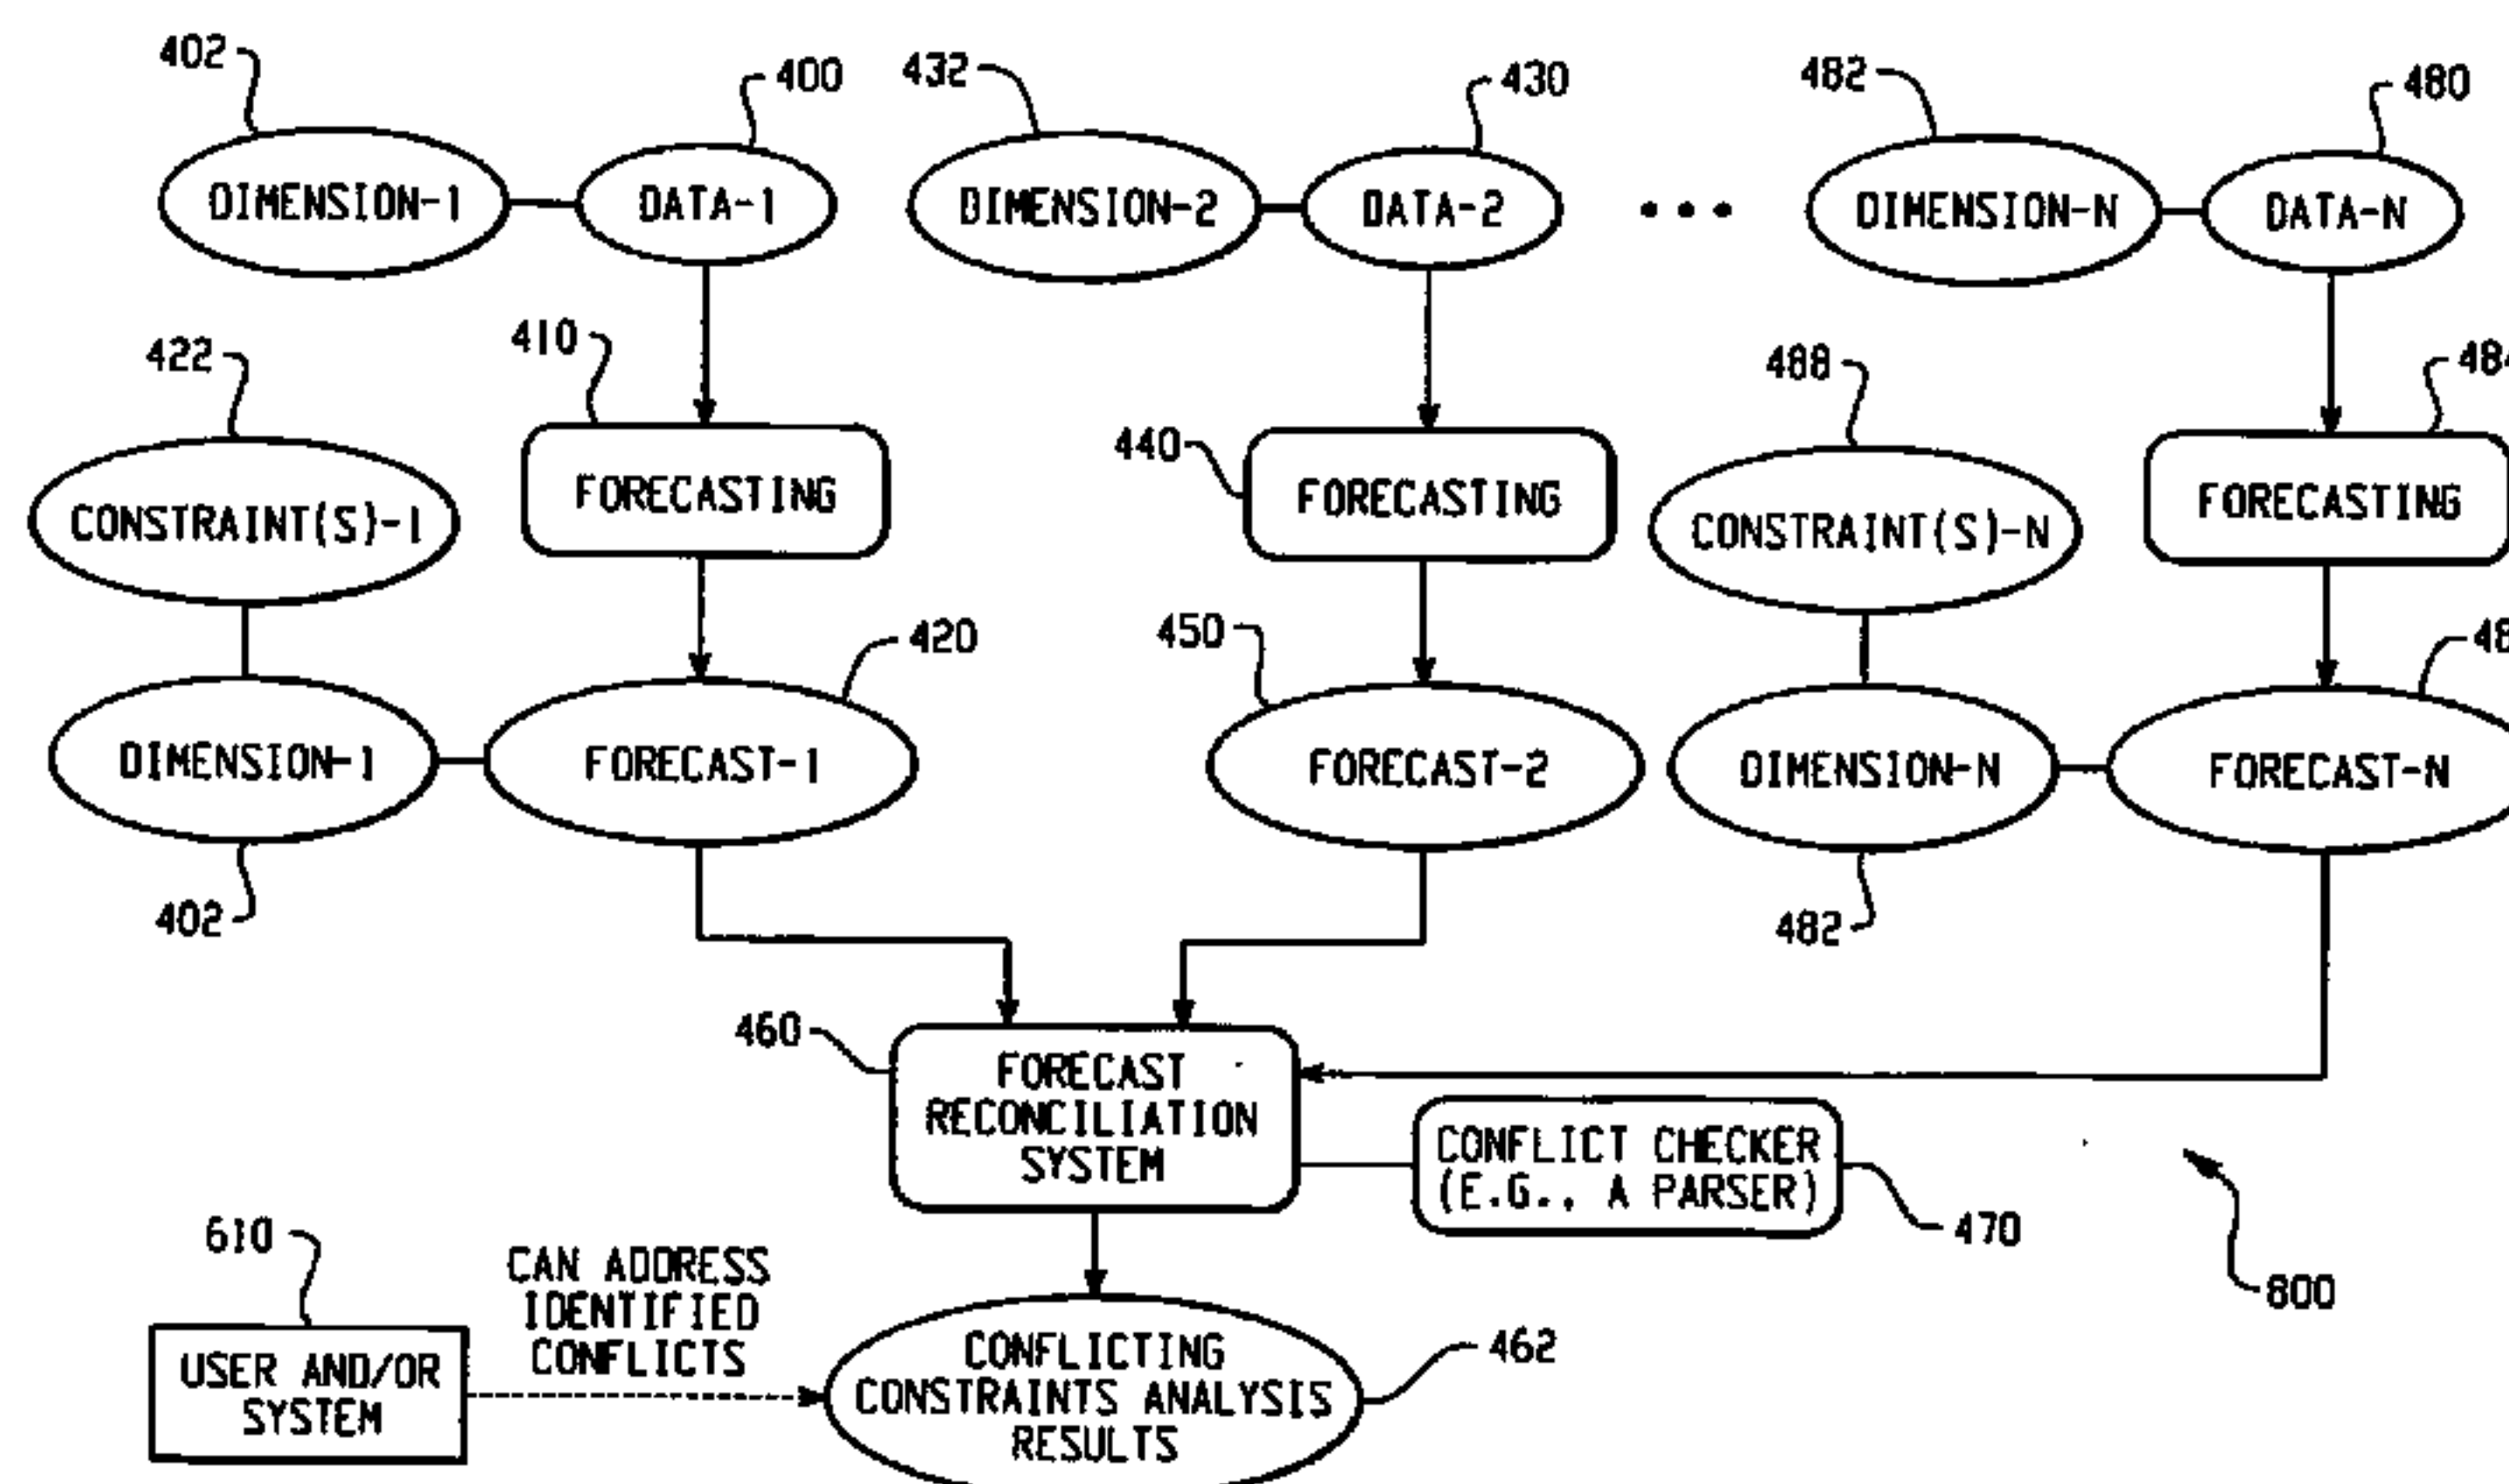 402
400
432
430
482
480
DIMENSION-1
DATA-1
DIMENSION-2
DATA-2
• • •
DIMENSION-N
DATA-N
422
410
440
488
CONSTRAINT(S)-1
FORECASTING
FORECASTING
CONSTRAINT(S)-N
FORECASTING
420
450
DIMENSION-1
FORECAST-1
FORECAST-2
DIMENSION-N
FORECAST-N
402
482
460
FORECAST
RECONCILIATION
SYSTEM
CONFLICT CHECKER
(E.G., A PARSER)
470
800
610
CAN ADDRESS
IDENTIFIED
CONFLICTS
USER AND/OR
SYSTEM
CONFLICTING
CONSTRAINTS ANALYSIS
RESULTS
462